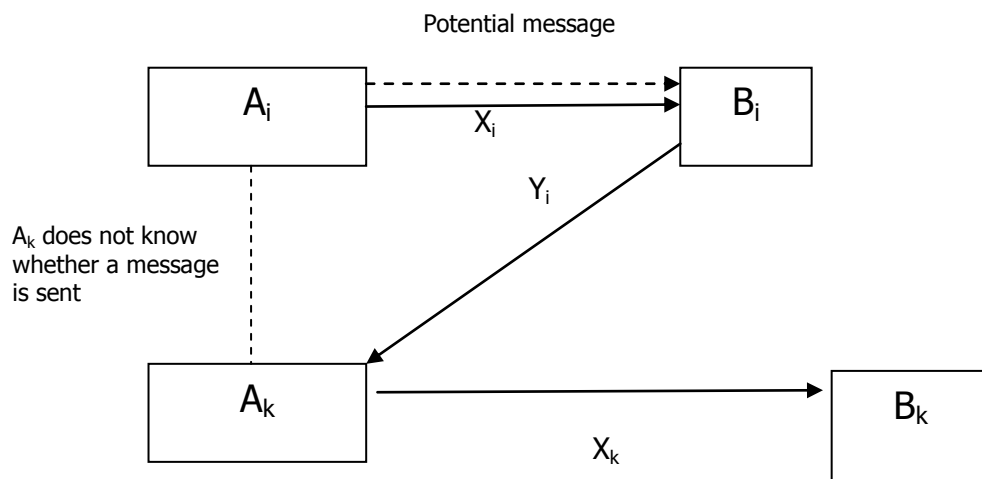 Potential message
Aᵢ
Bᵢ
Xᵢ
Yᵢ
Aₖ does not know
whether a message
is sent
Aₖ
Bₖ
Xₖ